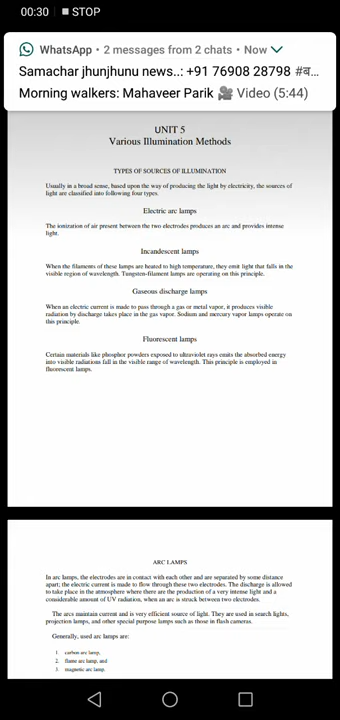 00:30 STOP
WhatsApp • 2 messages from 2 chats • Now
Samachar jhunjhunu news..: +91 76908 28798 #ब...
Morning walkers: Mahaveer Parik 🎥 Video (5:44)
UNIT 5
Various Illumination Methods
TYPES OF SOURCES OF ILLUMINATION
Usually in a broad sense, based upon the way of producing the light by electricity, the sources of
light are classified into following four types.
Electric arc lamps
The ionization of air present between the two electrodes produces an arc and provides intense
light.
Incandescent lamps
When the filaments of these lamps are heated to high temperature, they emit light that falls in the
visible region of wavelength. Tungsten-filament lamps are operating on this principle.
Gaseous discharge lamps
When an electric current is made to pass through a gas or metal vapor, it produces visible
radiation by discharge takes place in the gas vapor. Sodium and mercury vapor lamps operate on
this principle.
Fluorescent lamps
Certain materials like phosphor powders exposed to ultraviolet rays emits the absorbed energy
into visible radiations fall in the visible range of wavelength. This principle is employed in
fluorescent lamps.
ARC LAMPS
In arc lamps, the electrodes are in contact with each other and are separated by some distance
apart; the electric current is made to flow through these two electrodes. The discharge is allowed
to take place in the atmosphere where there are the production of a very intense light and a
considerable amount of UV radiation, when an arc is struck between two electrodes.
The arcs maintain current and is very efficient source of light. They are used in search lights,
projection lamps, and other special purpose lamps such as those in flash cameras.
Generally, used arc lamps are:
1. carbon arc lamp,
2. flame arc lamp, and
3. magnetic arc lamp.